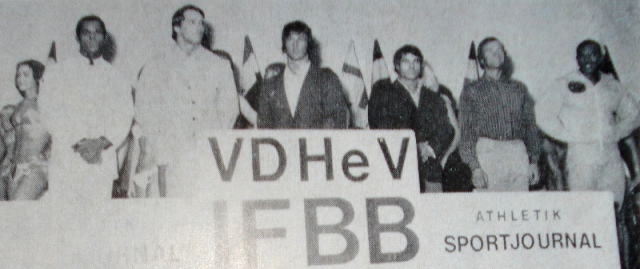 VDHeV
IFBB
ATHLETIK
SPORTJOURNAL